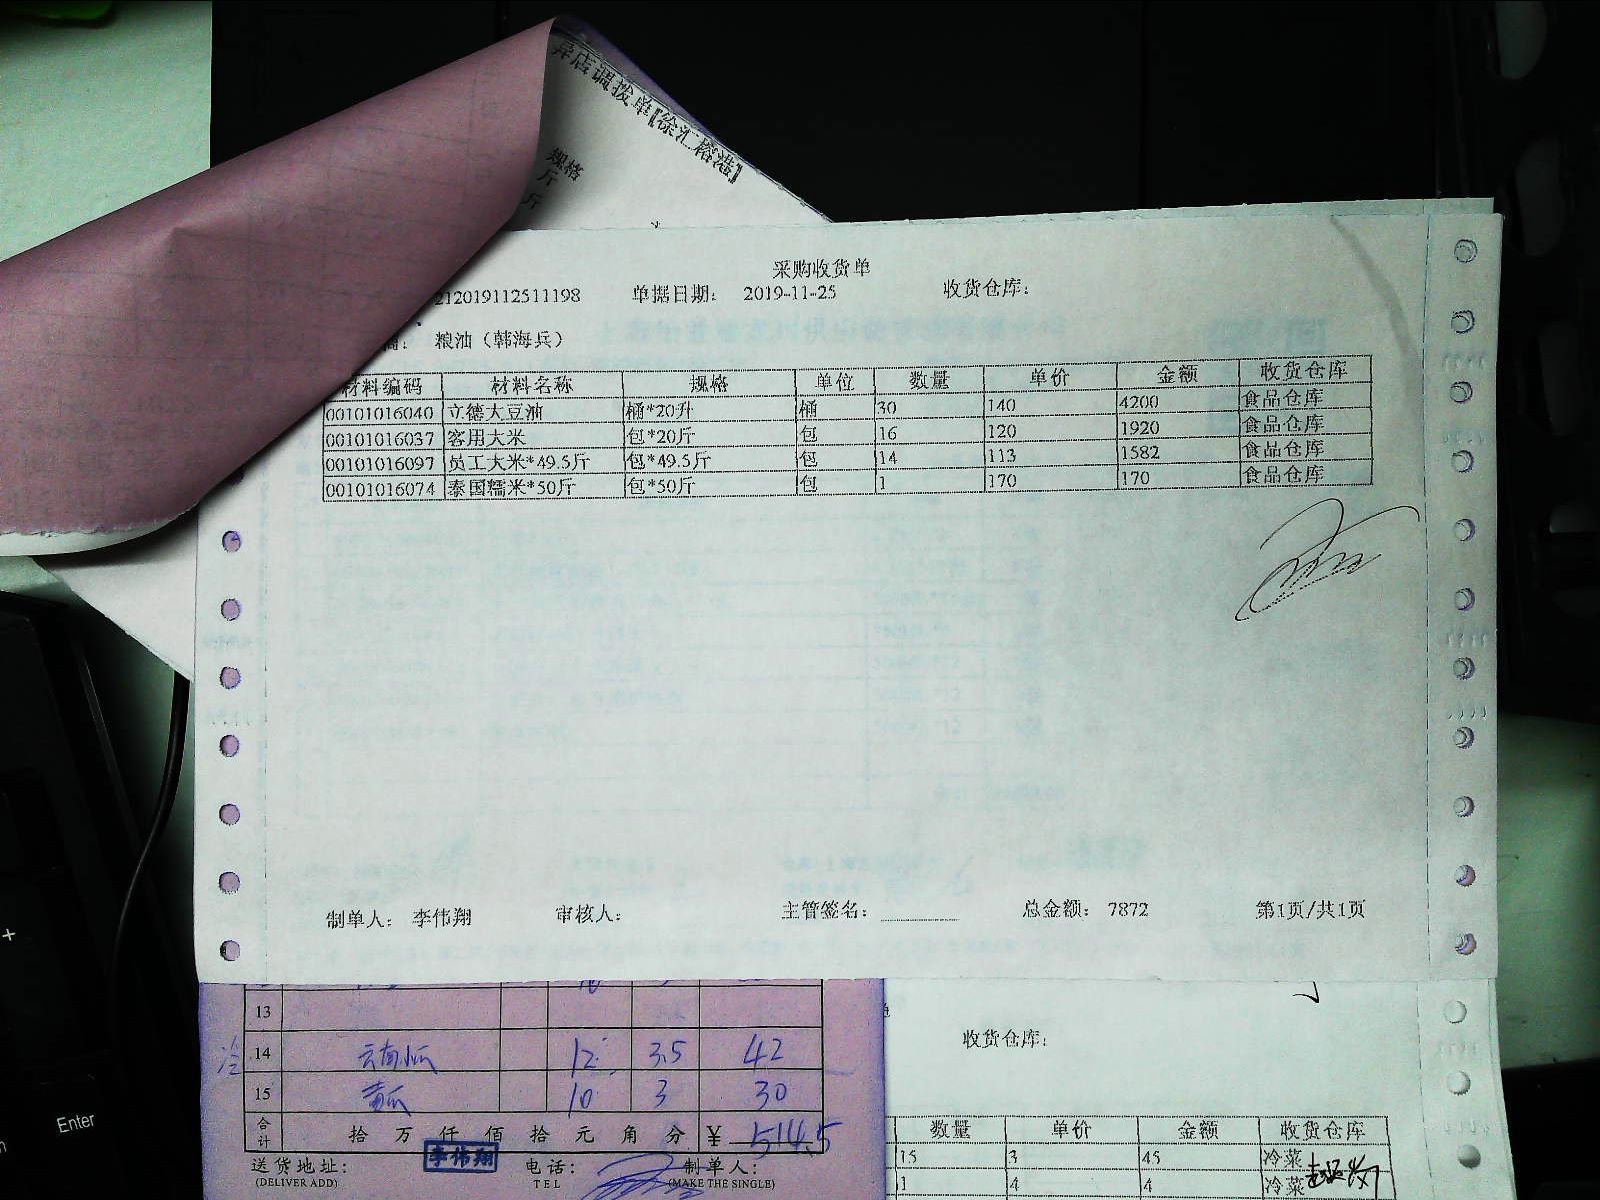 异店调拨单[徐汇榕港]
规格
斤
斤
采购收货单
212019112511198 单据日期: 2019-11-25 收货仓库:
粮油（韩海兵）
材料编码 材料名称 规格 单位 数量 单价 金额 收货仓库
00101016040 立德大豆油 桶*20升 桶 30 140 4200 食品仓库
00101016037 客用大米 包*20斤 包 16 120 1920 食品仓库
00101016097 员工大米*49.5斤 包*49.5斤 包 14 113 1582 食品仓库
00101016074 泰国糯米*50斤 包*50斤 包 1 170 170 食品仓库
制单人: 李伟翔 审核人: 主管签名: 总金额: 7872 第1页/共1页
13
冷 14 12 3.5 42
15 黄瓜 10 3 30
合计 拾 万 仟 佰 拾 元 角 分 ¥ 514.5
送货地址: 李伟翔 电话: 制单人:
(DELIVER ADD) TEL (MAKE THE SINGLE)
收货仓库:
数量 单价 金额 收货仓库
15 3 45 冷菜
1 4 4 冷菜
+
Enter